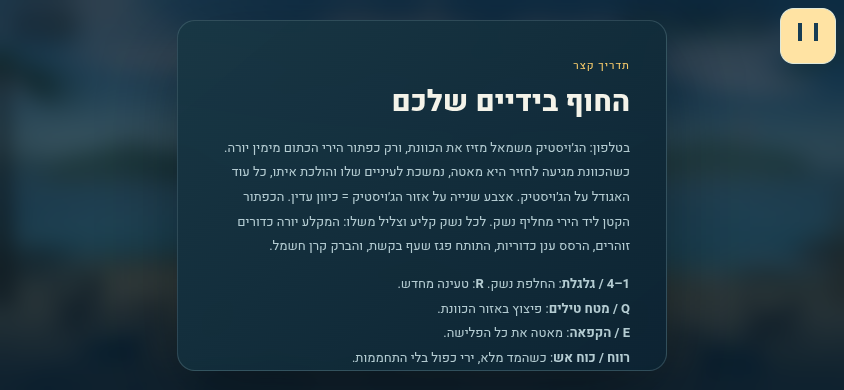 תדריך קצר
החוף בידיים שלכם
בטלפון: הג׳ויסטיק משמאל מזיז את הכוונת, ורק כפתור הירי הכתום מימין יורה.
כשהכוונת מגיעה לחזיר היא מאטה, נמשכת לעיניים שלו והולכת איתו, כל עוד
האגודל על הג׳ויסטיק. אצבע שנייה על אזור הג׳ויסטיק = כיוון עדין. הכפתור
הקטן ליד הירי מחליף נשק. לכל נשק קליע וצליל משלו: המקלע יורה כדורים
זוהרים, הרסס ענן כדוריות, התותח פגז שעף בקשת, והברק קרן חשמל.
1–4 / גלגלת: החלפת נשק. R: טעינה מחדש.
Q / מטח טילים: פיצוץ באזור הכוונת.
E / הקפאה: מאטה את כל הפלישה.
רווח / כוח אש: כשהמד מלא, ירי כפול בלי התחממות.